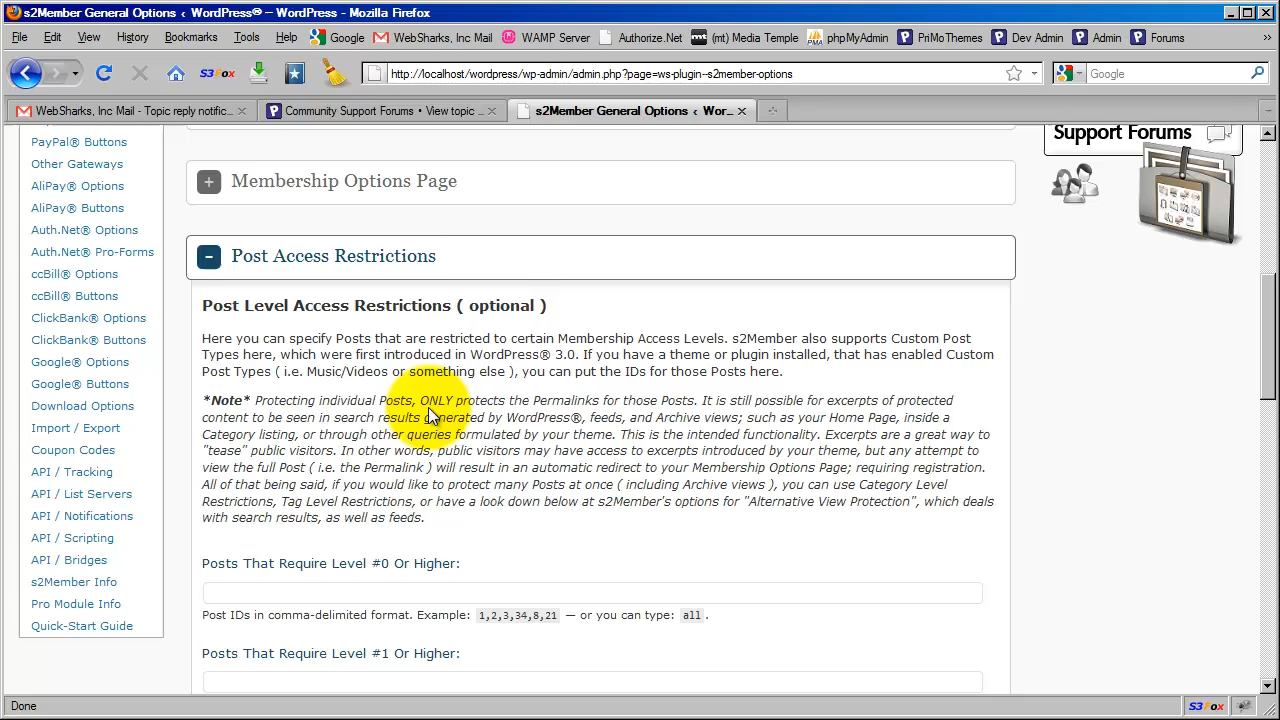 s2Member General Options ‹ WordPress® — WordPress - Mozilla Firefox
File Edit View History Bookmarks Tools Help Google WebSharks, Inc Mail WAMP Server Authorize.Net (mt) Media Temple phpMyAdmin PriMoThemes Dev Admin Admin Forums »
S3Fox http://localhost/wordpress/wp-admin/admin.php?page=ws-plugin--s2member-options Google
WebSharks, Inc Mail - Topic reply notific... Community Support Forums • View topic ... s2Member General Options ‹ Wor...
PayPal® Buttons
Other Gateways
AliPay® Options
AliPay® Buttons
Auth.Net® Options
Auth.Net® Pro-Forms
ccBill® Options
ccBill® Buttons
ClickBank® Options
ClickBank® Buttons
Google® Options
Google® Buttons
Download Options
Import / Export
Coupon Codes
API / Tracking
API / List Servers
API / Notifications
API / Scripting
API / Bridges
s2Member Info
Pro Module Info
Quick-Start Guide
+ Membership Options Page
− Post Access Restrictions
Post Level Access Restrictions ( optional )
Here you can specify Posts that are restricted to certain Membership Access Levels. s2Member also supports Custom Post
Types here, which were first introduced in WordPress® 3.0. If you have a theme or plugin installed, that has enabled Custom
Post Types ( i.e. Music/Videos or something else ), you can put the IDs for those Posts here.
*Note* Protecting individual Posts, ONLY protects the Permalinks for those Posts. It is still possible for excerpts of protected
content to be seen in search results generated by WordPress®, feeds, and Archive views; such as your Home Page, inside a
Category listing, or through other queries formulated by your theme. This is the intended functionality. Excerpts are a great way to
"tease" public visitors. In other words, public visitors may have access to excerpts introduced by your theme, but any attempt to
view the full Post ( i.e. the Permalink ) will result in an automatic redirect to your Membership Options Page; requiring registration.
All of that being said, if you would like to protect many Posts at once ( including Archive views ), you can use Category Level
Restrictions, Tag Level Restrictions, or have a look down below at s2Member's options for "Alternative View Protection", which deals
with search results, as well as feeds.
Posts That Require Level #0 Or Higher:
Post IDs in comma-delimited format. Example: 1,2,3,34,8,21 — or you can type: all.
Posts That Require Level #1 Or Higher:
Support Forums
Done
S3Fox